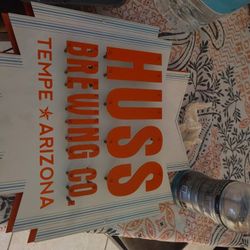 HUSS
BREWING CO.
TEMPE ★ ARIZONA